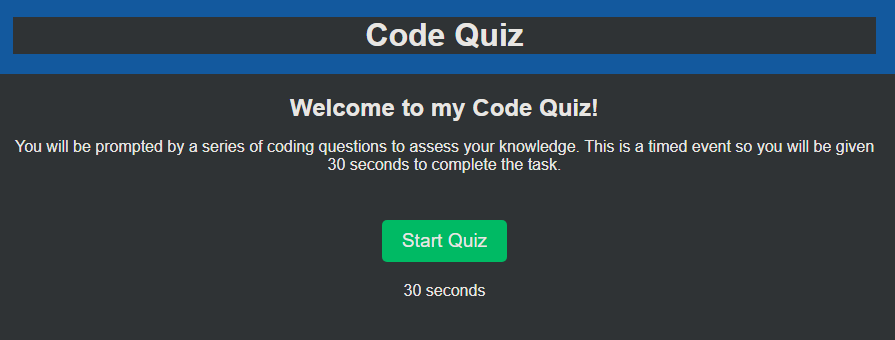 Code Quiz
Welcome to my Code Quiz!
You will be prompted by a series of coding questions to assess your knowledge. This is a timed event so you will be given
30 seconds to complete the task.
Start Quiz
30 seconds